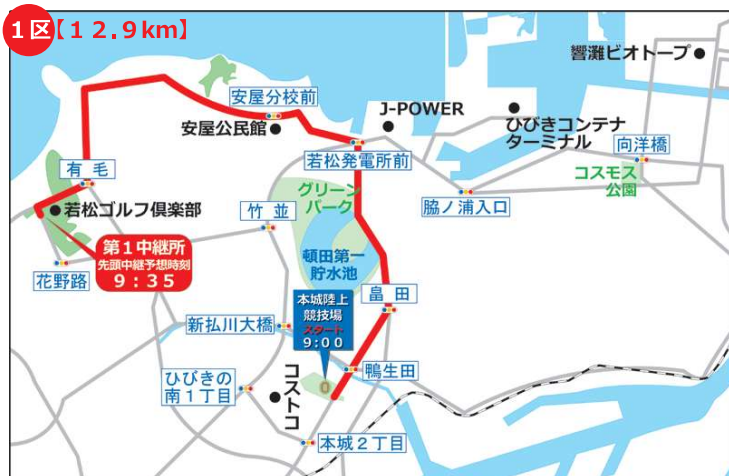 1区【12.9km】
響灘ビオトープ
安屋分校前
J-POWER
安屋公民館
ひびきコンテナ
ターミナル
向洋橋
若松発電所前
有毛
コスモス
公園
グリーン
パーク
脇ノ浦入口
若松ゴルフ倶楽部
竹並
第1中継所
先頭中継予想時刻
9:35
頓田第一
貯水池
花野路
本城陸上
競技場
スタート
9:00
畠田
新払川大橋
ひびきの
南1丁目
コストコ
鴨生田
本城2丁目